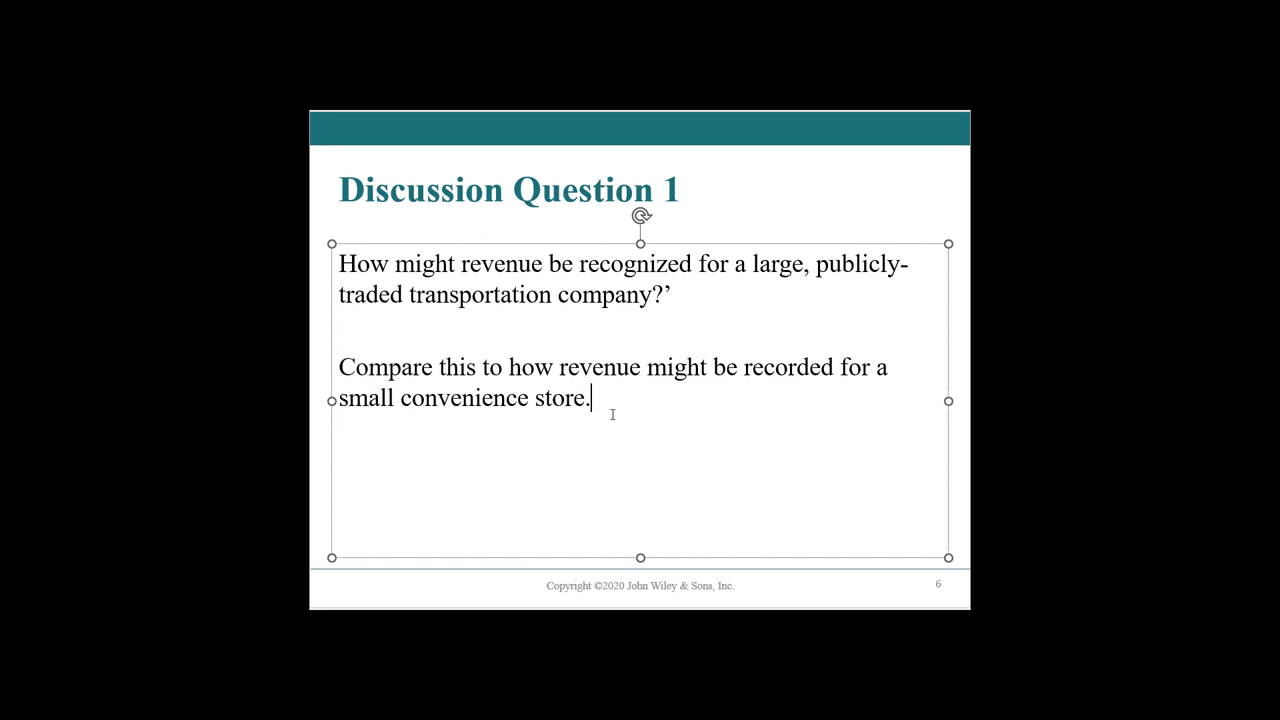 Discussion Question 1
How might revenue be recognized for a large, publicly-
traded transportation company?’
Compare this to how revenue might be recorded for a
small convenience store.
Copyright ©2020 John Wiley & Sons, Inc.
6